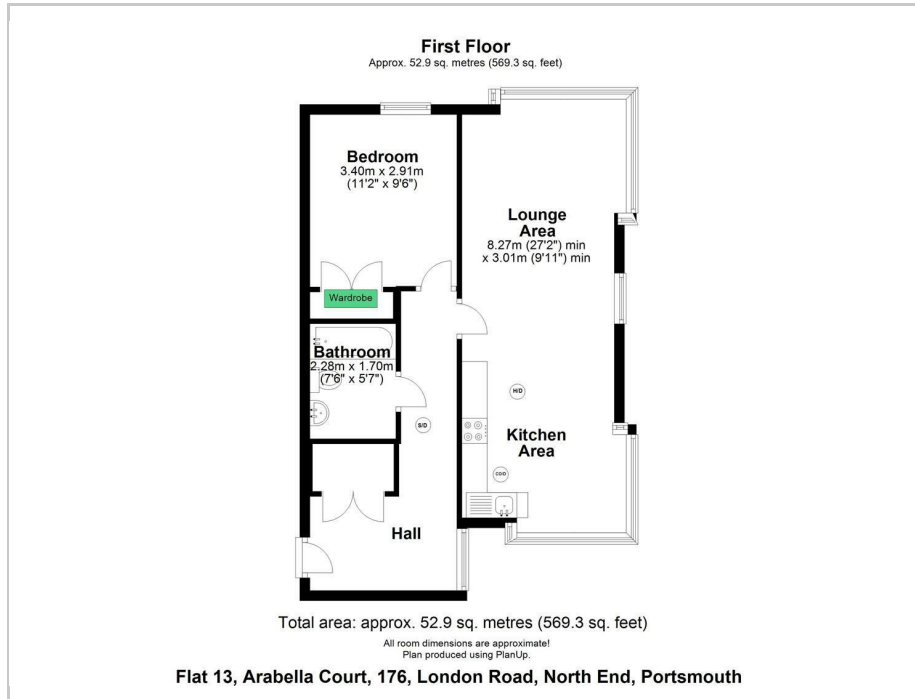 First Floor
Approx. 52.9 sq. metres (569.3 sq. feet)
Bedroom
3.40m x 2.91m
(11'2" x 9'6")
Lounge
Area
8.27m (27'2") min
x 3.01m (9'11") min
Wardrobe
Bathroom
2.28m x 1.70m
(7'6" x 5'7")
H/D
S/D
Kitchen
Area
CO/D
Hall
Total area: approx. 52.9 sq. metres (569.3 sq. feet)
All room dimensions are approximate!
Plan produced using PlanUp.
Flat 13, Arabella Court, 176, London Road, North End, Portsmouth